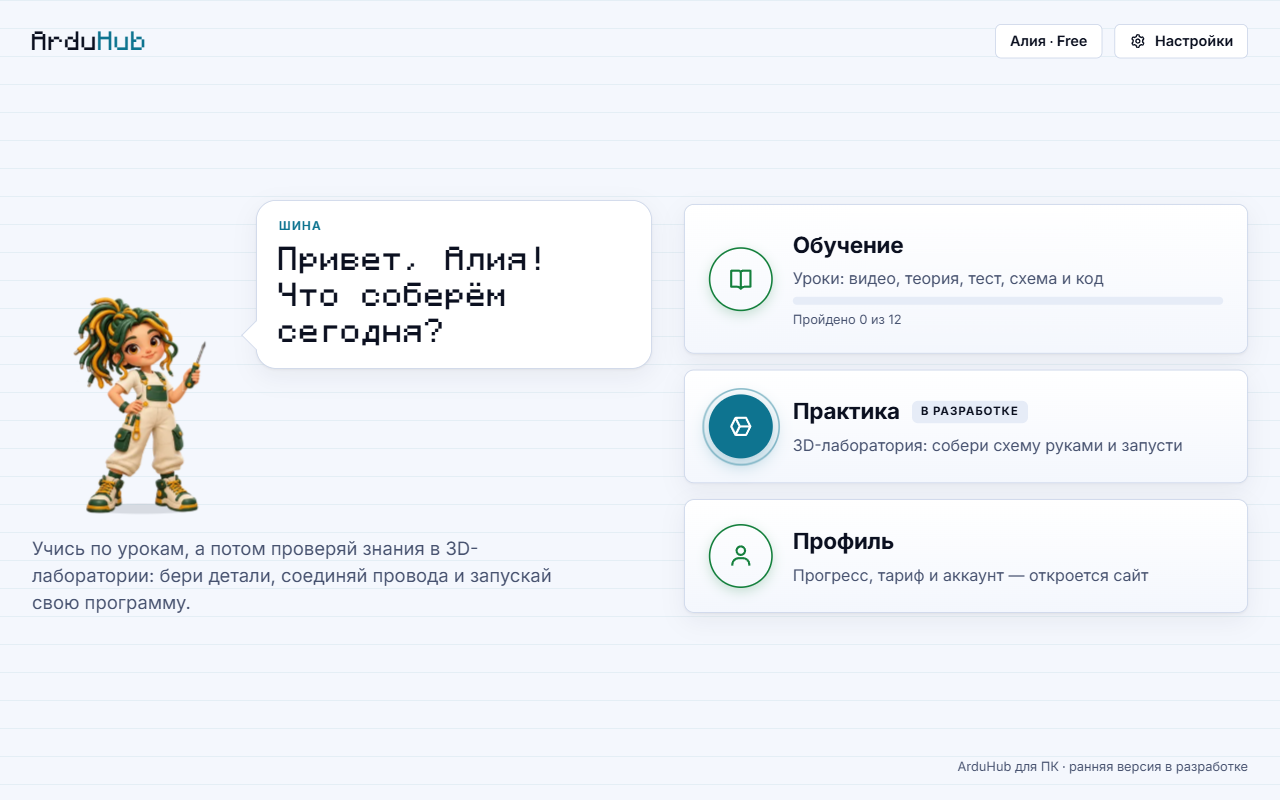 ArduHub
Алия · Free
Настройки
ШИНА
Привет, Алия!
Что соберём
сегодня?
Учись по урокам, а потом проверяй знания в 3D-
лаборатории: бери детали, соединяй провода и запускай
свою программу.
Обучение
Уроки: видео, теория, тест, схема и код
Пройдено 0 из 12
Практика
В РАЗРАБОТКЕ
3D-лаборатория: собери схему руками и запусти
Профиль
Прогресс, тариф и аккаунт — откроется сайт
ArduHub для ПК · ранняя версия в разработке